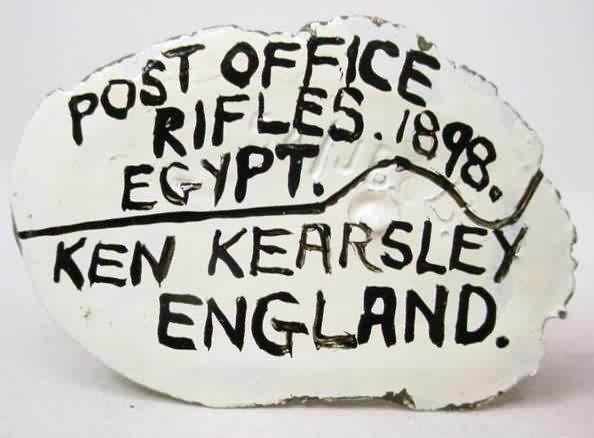 POST OFFICE
RIFLES. 1898.
EGYPT.
KEN KEARSLEY
ENGLAND.